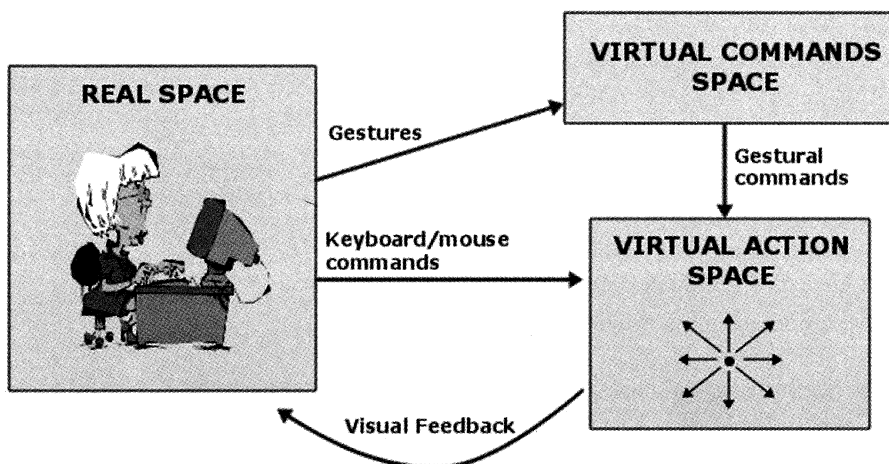 REAL SPACE
Gestures
Keyboard/mouse
commands
VIRTUAL COMMANDS
SPACE
Gestural
commands
VIRTUAL ACTION
SPACE
Visual Feedback